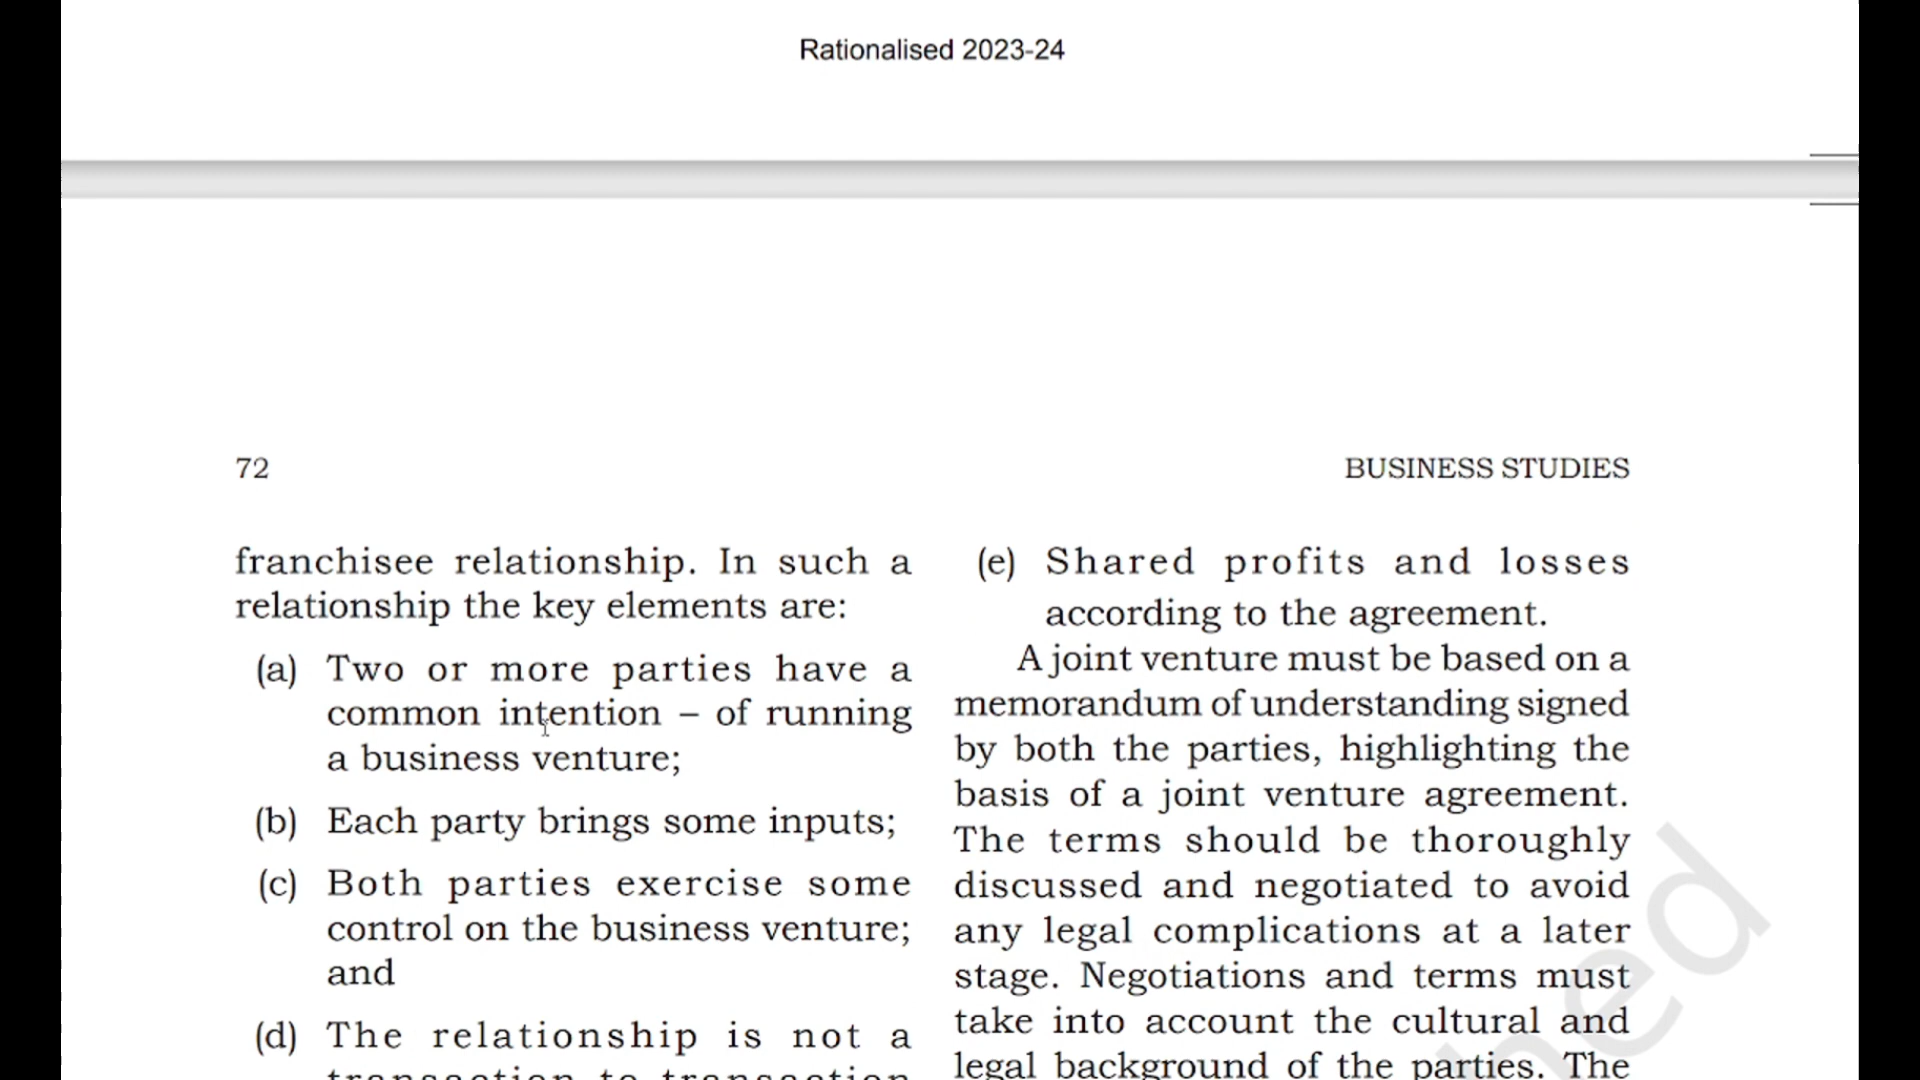 Rationalised 2023-24
72
BUSINESS STUDIES
franchisee relationship. In such a
relationship the key elements are:
(a) Two or more parties have a
common intention – of running
a business venture;
(b) Each party brings some inputs;
(c) Both parties exercise some
control on the business venture;
and
(d) The relationship is not a
transaction to transaction
(e) Shared profits and losses
according to the agreement.
A joint venture must be based on a
memorandum of understanding signed
by both the parties, highlighting the
basis of a joint venture agreement.
The terms should be thoroughly
discussed and negotiated to avoid
any legal complications at a later
stage. Negotiations and terms must
take into account the cultural and
legal background of the parties. The
hed